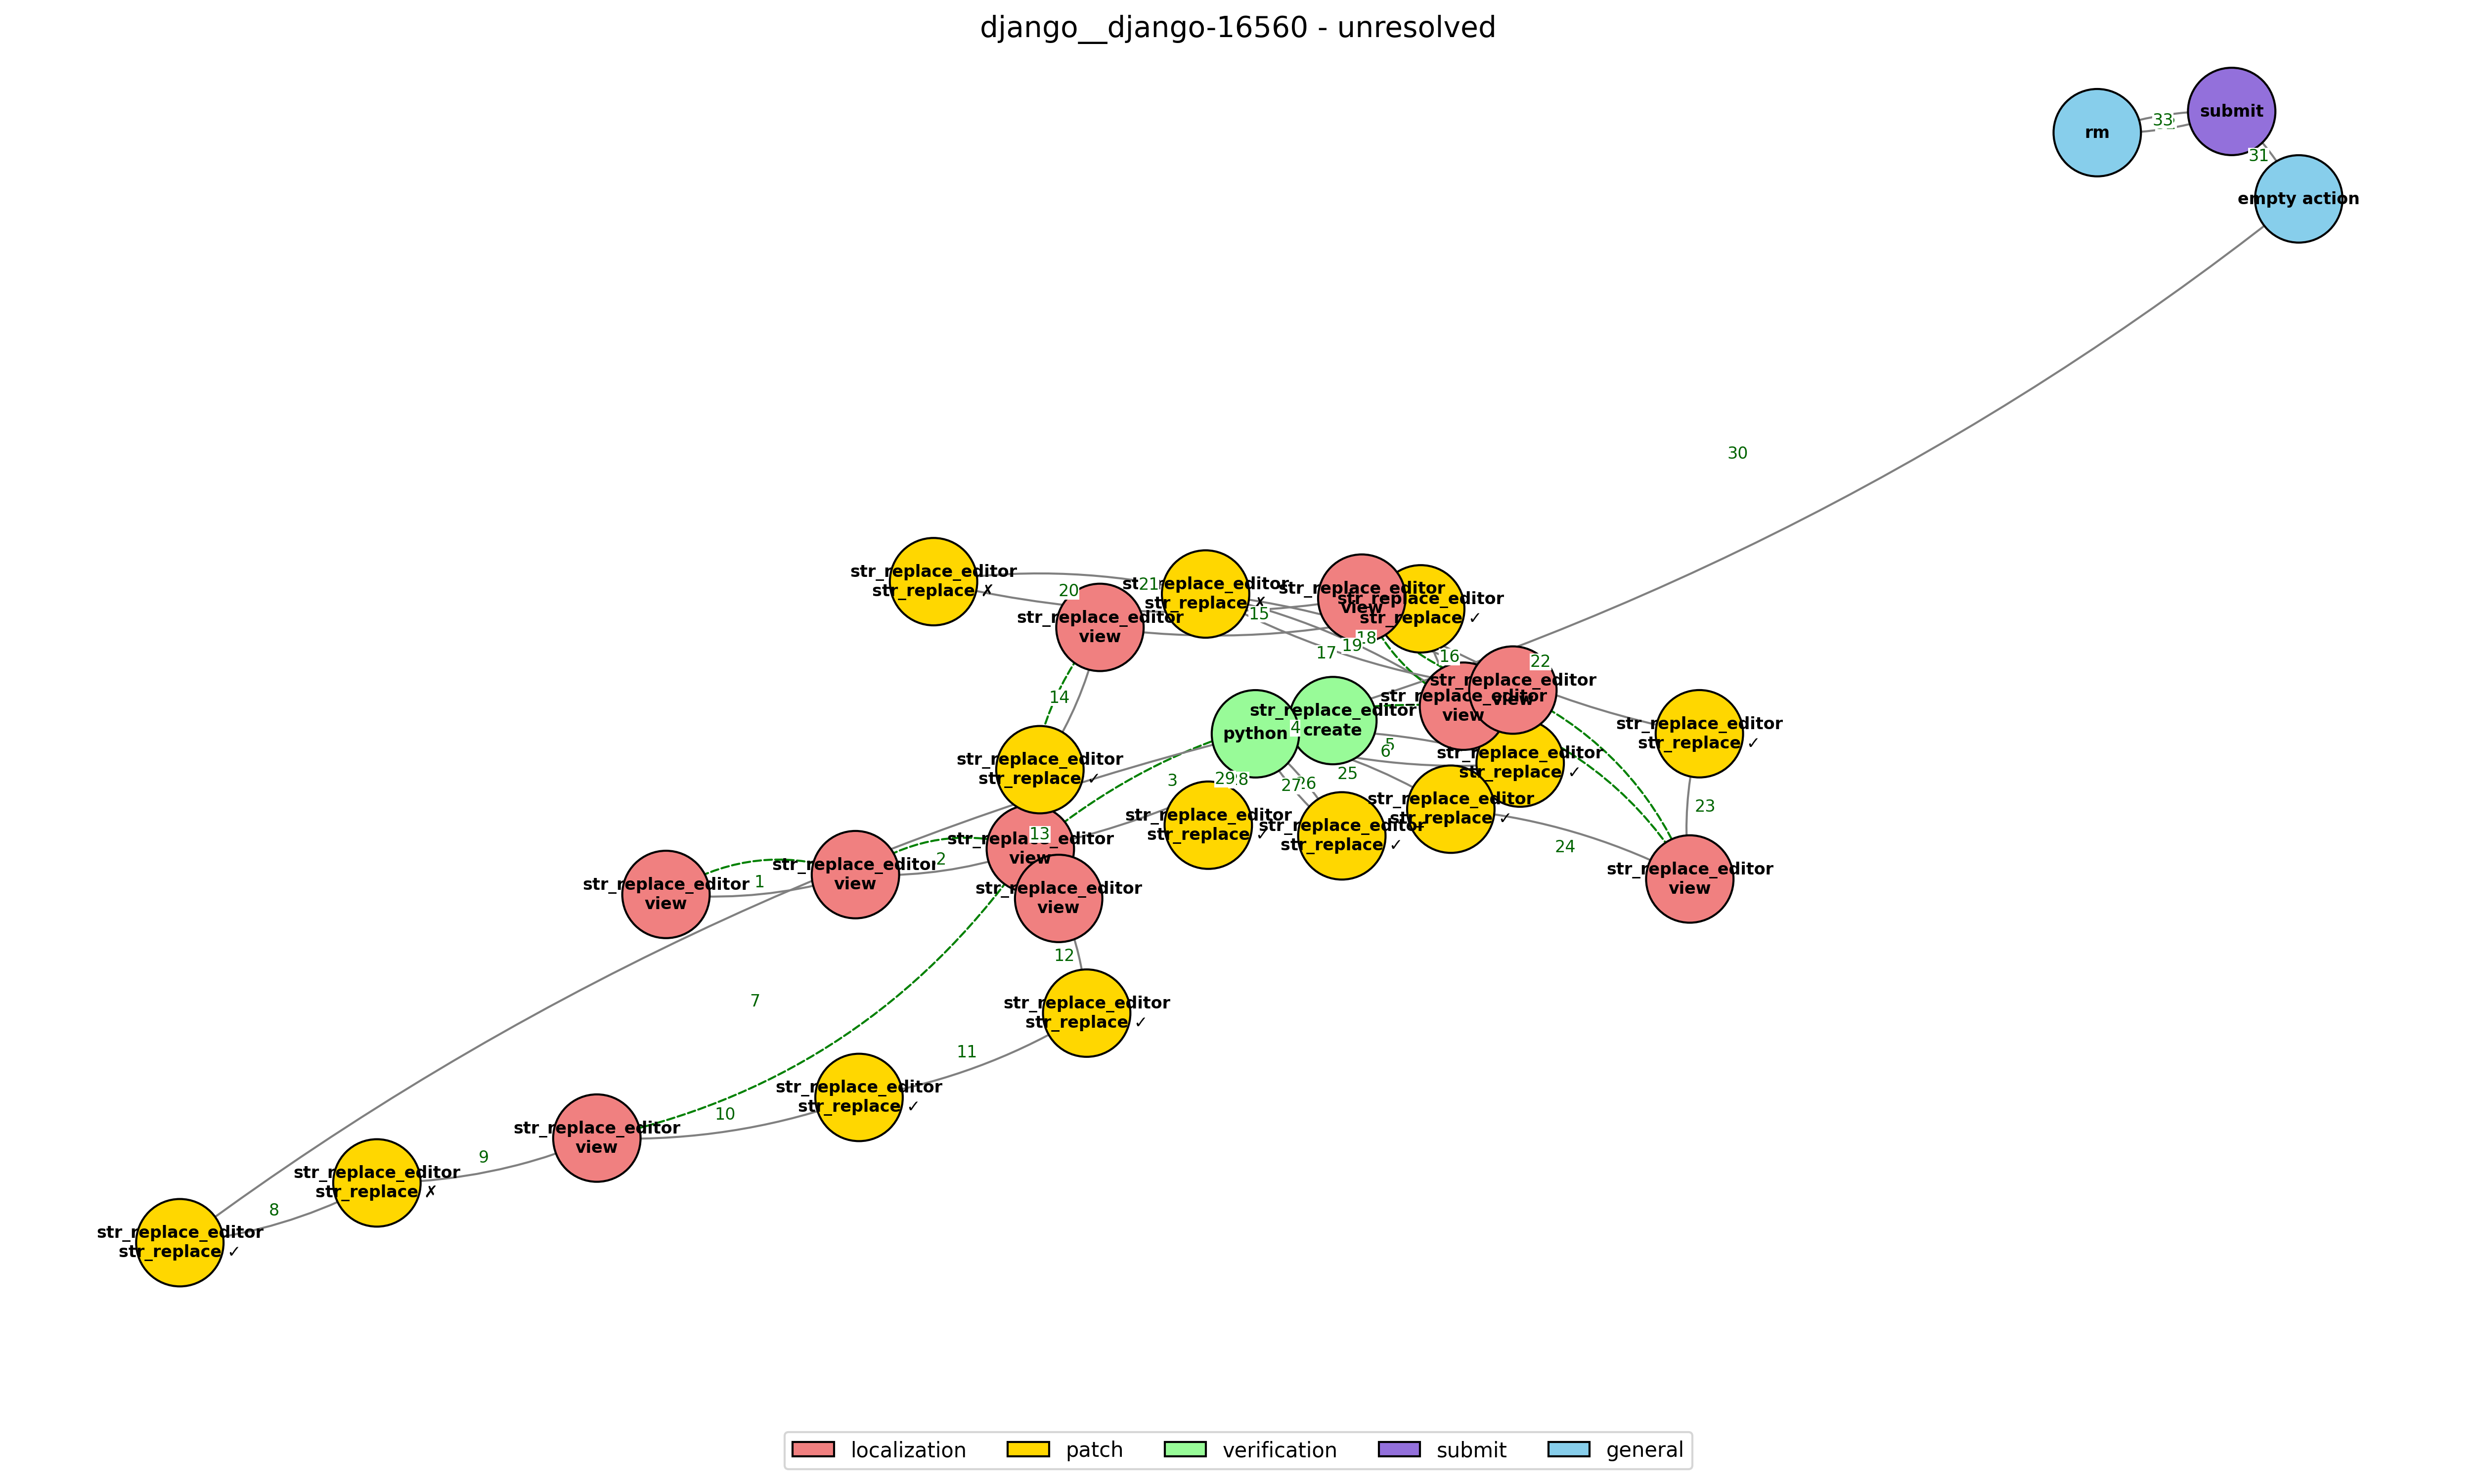 django__django-16560 - unresolved
rm
33
submit
31
empty action
30
str_replace_editor
str_replace ✗
20
21
str_replace_editor
str_replace ✗
str_replace_editor
view
str_replace_editor
view
str_replace_editor
str_replace ✓
15
17
19
18
16
22
14
str_replace_editor
view
str_replace_editor
view
str_replace_editor
create
python
4
5
6
str_replace_editor
str_replace ✓
str_replace_editor
str_replace ✓
str_replace_editor
str_replace ✓
3
29
25
27
26
23
str_replace_editor
str_replace ✓
str_replace_editor
str_replace ✓
str_replace_editor
str_replace ✓
24
str_replace_editor
view
13
str_replace_editor
view
2
str_replace_editor
view
1
str_replace_editor
view
str_replace_editor
view
12
7
str_replace_editor
str_replace ✓
11
str_replace_editor
str_replace ✓
10
str_replace_editor
view
9
str_replace_editor
str_replace ✗
8
str_replace_editor
str_replace ✓
localization
patch
verification
submit
general